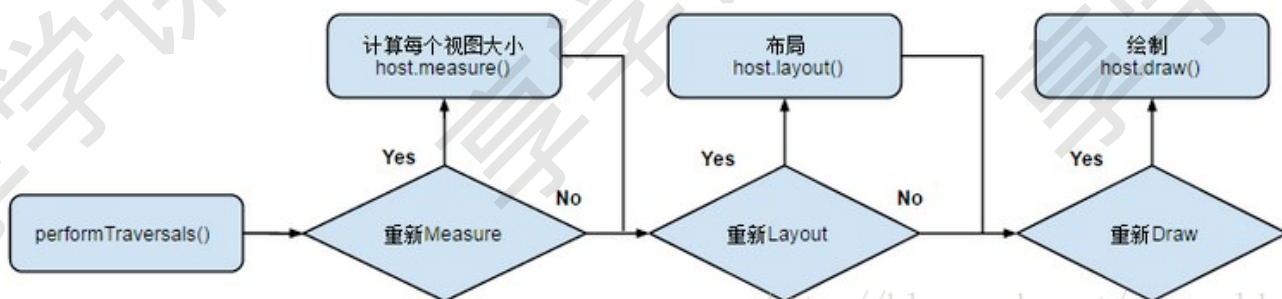 计算每个视图大小
host.measure()
布局
host.layout()
绘制
host.draw()
Yes
Yes
Yes
No
No
performTraversals()
重新Measure
重新Layout
重新Draw